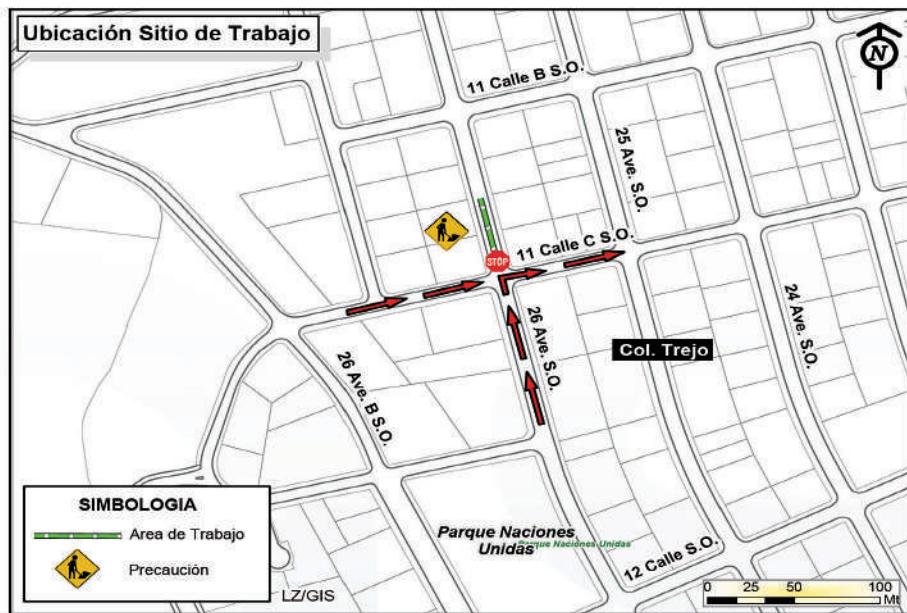 Ubicación Sitio de Trabajo
N
11 Calle B S.O.
25 Ave. S.O.
STOP
11 Calle C S.O.
26 Ave. S.O.
Col. Trejo
24 Ave. S.O.
26 Ave. B S.O.
SIMBOLOGIA
Area de Trabajo
Precaución
LZ/GIS
Parque Naciones
Unidas
Parque Naciones Unidas
12 Calle S.O.
0 25 50 100
Mt